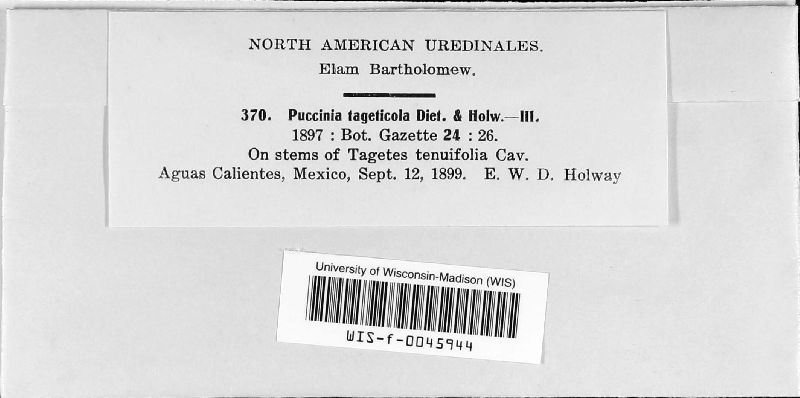 NORTH AMERICAN UREDINALES.
Elam Bartholomew.
370. Puccinia tageticola Diet. & Holw.—III.
1897 : Bot. Gazette 24 : 26.
On stems of Tagetes tenuifolia Cav.
Aguas Calientes, Mexico, Sept. 12, 1899. E. W. D. Holway
University of Wisconsin-Madison (WIS)
WIS-f-0045944